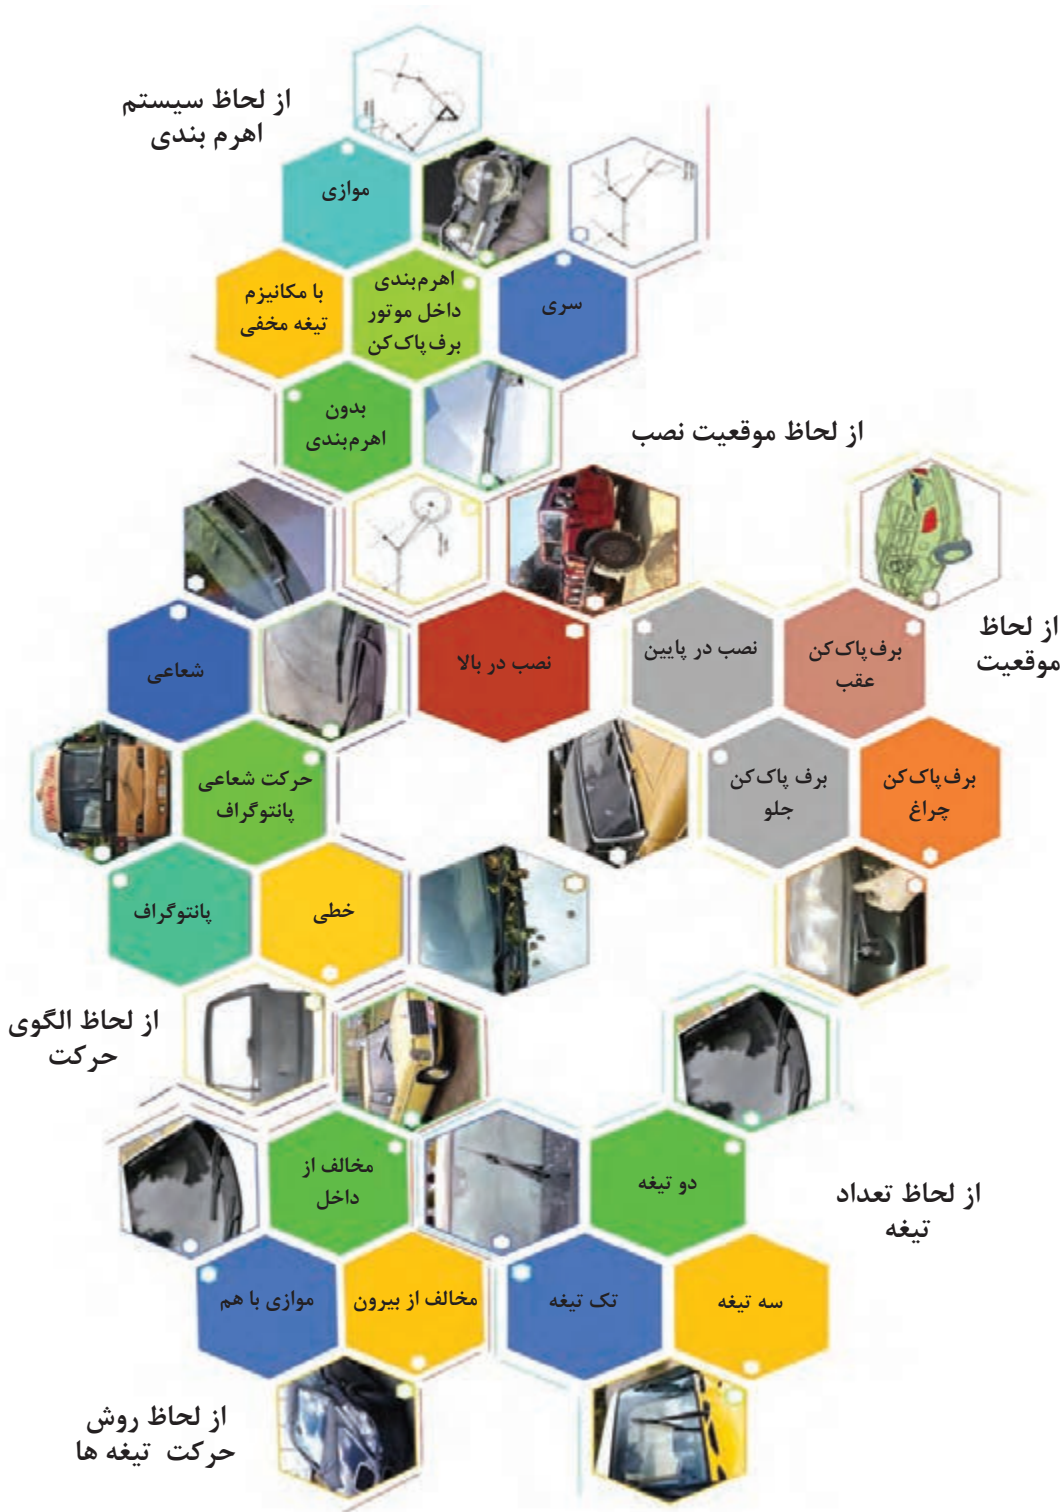 از لحاظ سیستم
اهرم بندی
موازی
با مکانیزم
تیغه مخفی
اهرم‌بندی
داخل موتور
برف پاک‌کن
سری
بدون
اهرم‌بندی
از لحاظ موقعیت نصب
نصب در بالا
نصب در پایین
از لحاظ
موقعیت
برف پاک‌کن
عقب
برف پاک‌کن
جلو
برف پاک‌کن
چراغ
شعاعی
حرکت شعاعی
پانتوگراف
پانتوگراف
خطی
از لحاظ الگوی
حرکت
مخالف از
داخل
موازی با هم
مخالف از بیرون
از لحاظ روش
حرکت تیغه ها
از لحاظ تعداد
تیغه
دو تیغه
تک تیغه
سه تیغه